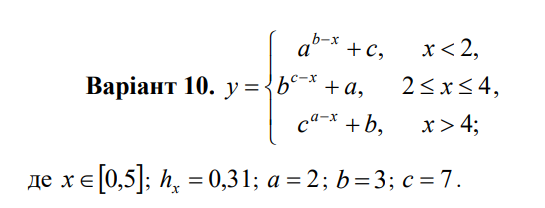 Варіант 10. y = { a^{b−x} + c, x < 2,
b^{c−x} + a, 2 ≤ x ≤ 4,
c^{a−x} + b, x > 4;
де x ∈ [0,5]; h_x = 0,31; a = 2; b = 3; c = 7.